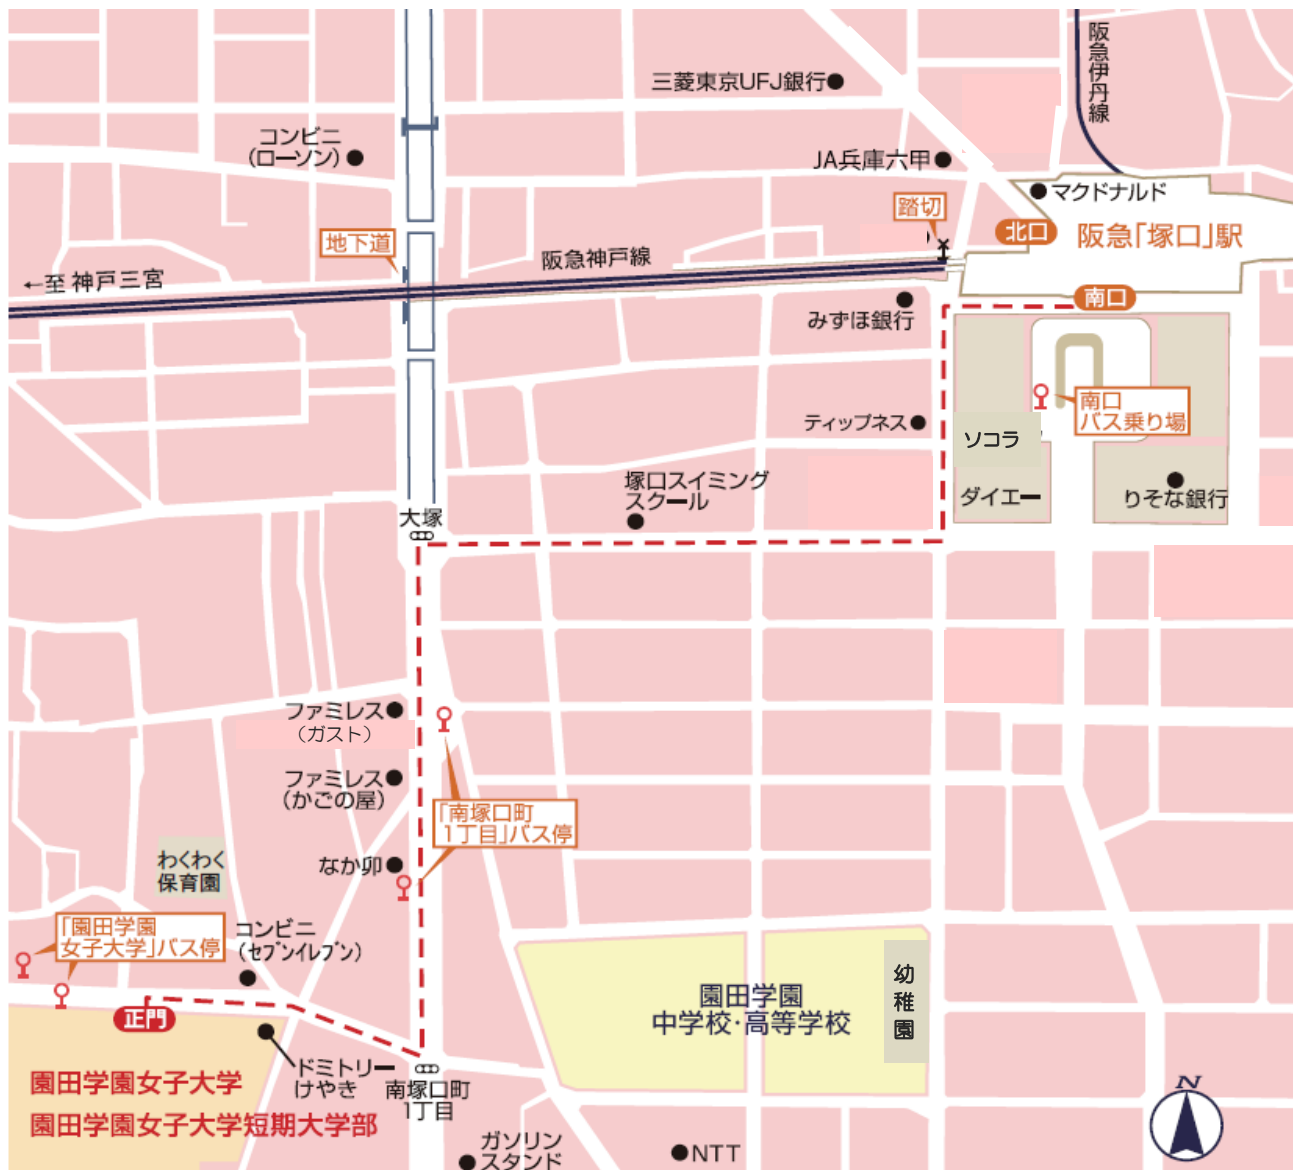 阪急伊丹線
三菱東京UFJ銀行
コンビニ
(ローソン)
JA兵庫六甲
マクドナルド
踏切
北口
阪急「塚口」駅
地下道
阪急神戸線
←至 神戸三宮
南口
みずほ銀行
南口
バス乗り場
ティップネス
ソコラ
塚口スイミング
スクール
ダイエー
りそな銀行
大塚
ファミレス
(ガスト)
ファミレス
(かごの屋)
「南塚口町
1丁目」バス停
わくわく
保育園
なか卯
「園田学園
女子大学」バス停
コンビニ
(セブンイレブン)
正門
園田学園
中学校・高等学校
幼稚園
ドミトリー
けやき
南塚口町
1丁目
園田学園女子大学
園田学園女子大学短期大学部
ガソリン
スタンド
NTT
N